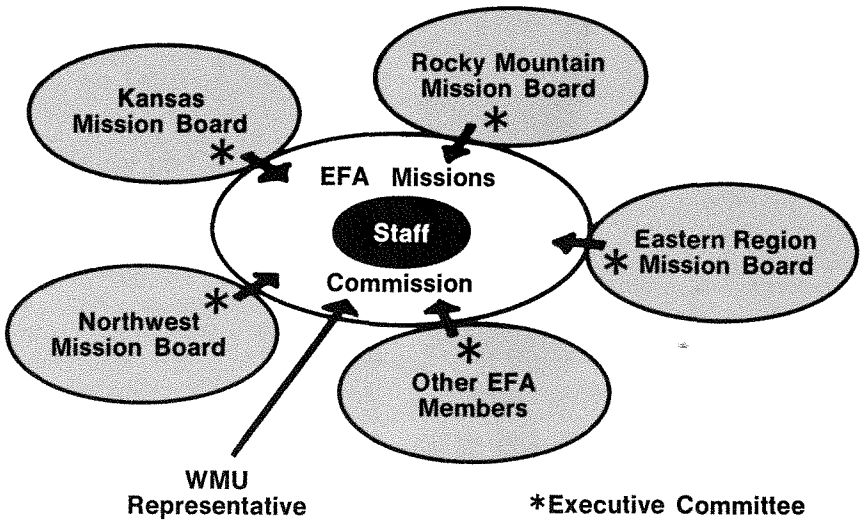 Rocky Mountain
Mission Board
*
Kansas
Mission Board
*
EFA Missions
Staff
Commission
Eastern Region
* Mission Board
*
Northwest
Mission Board
*
Other EFA
Members
WMU
Representative
*Executive Committee